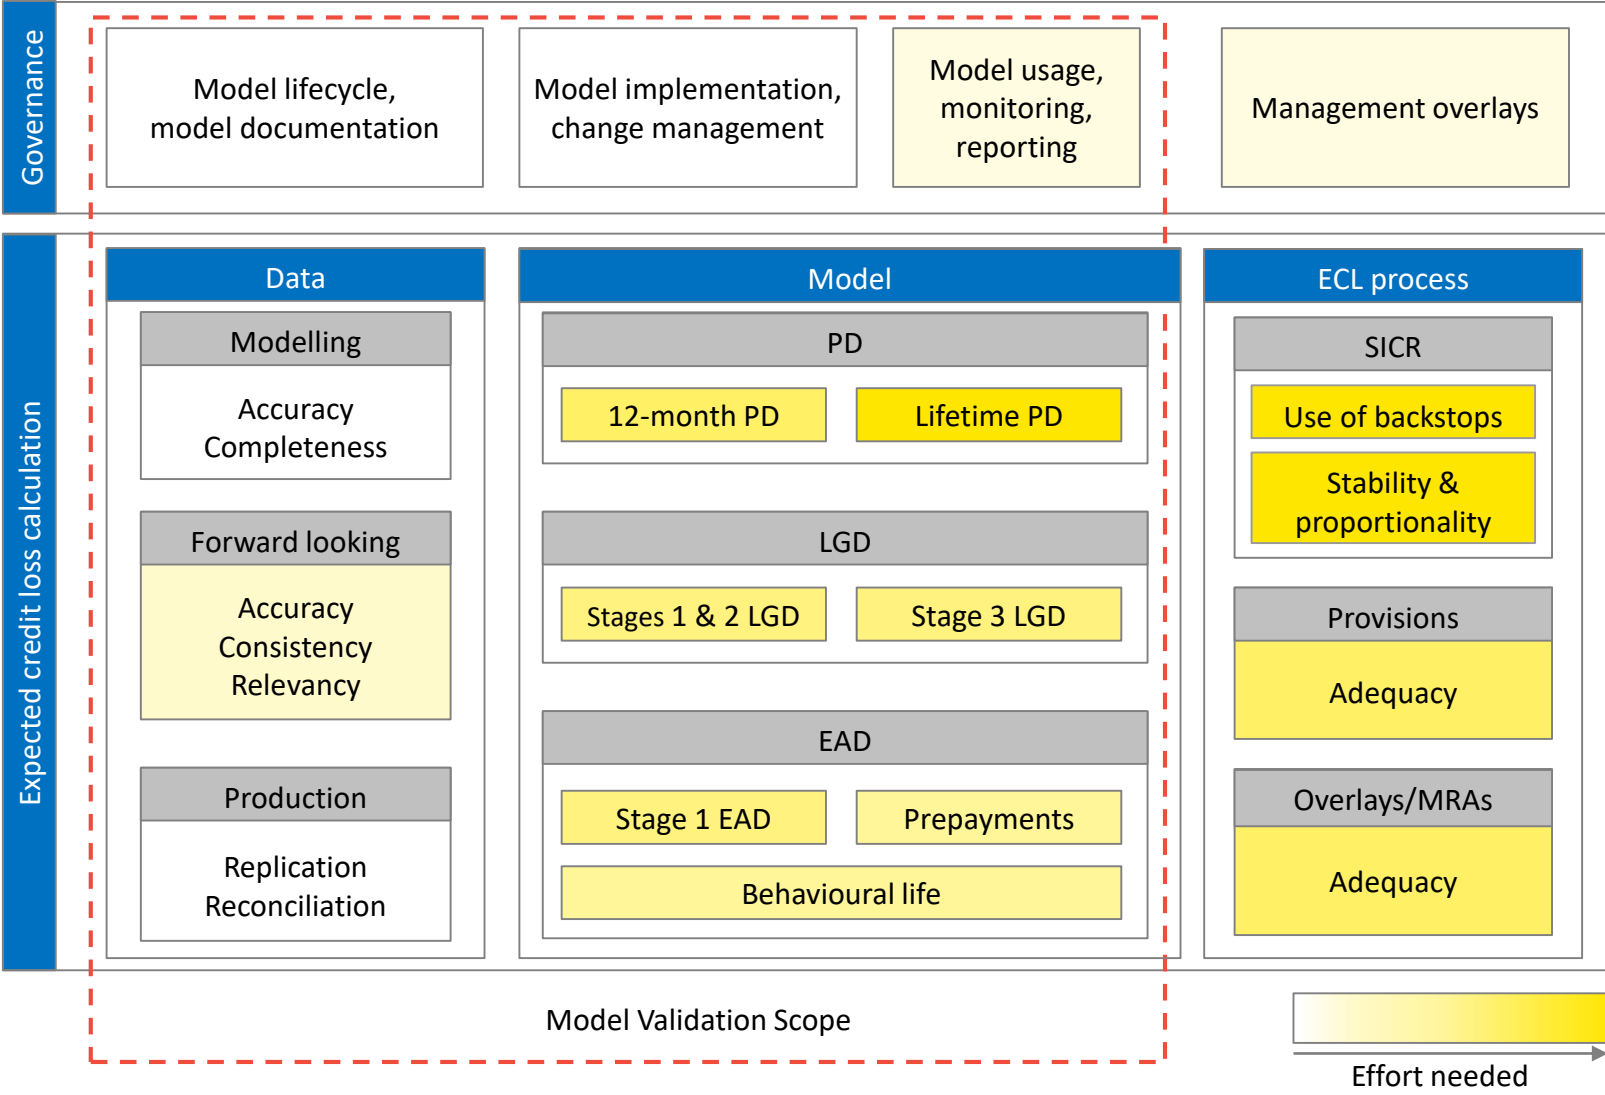 Governance
Model lifecycle,
model documentation
Model implementation,
change management
Model usage,
monitoring,
reporting
Management overlays
Expected credit loss calculation
Data
Modelling
Accuracy
Completeness
Forward looking
Accuracy
Consistency
Relevancy
Production
Replication
Reconciliation
Model
PD
12-month PD
Lifetime PD
LGD
Stages 1 & 2 LGD
Stage 3 LGD
EAD
Stage 1 EAD
Prepayments
Behavioural life
ECL process
SICR
Use of backstops
Stability &
proportionality
Provisions
Adequacy
Overlays/MRAs
Adequacy
Model Validation Scope
Effort needed